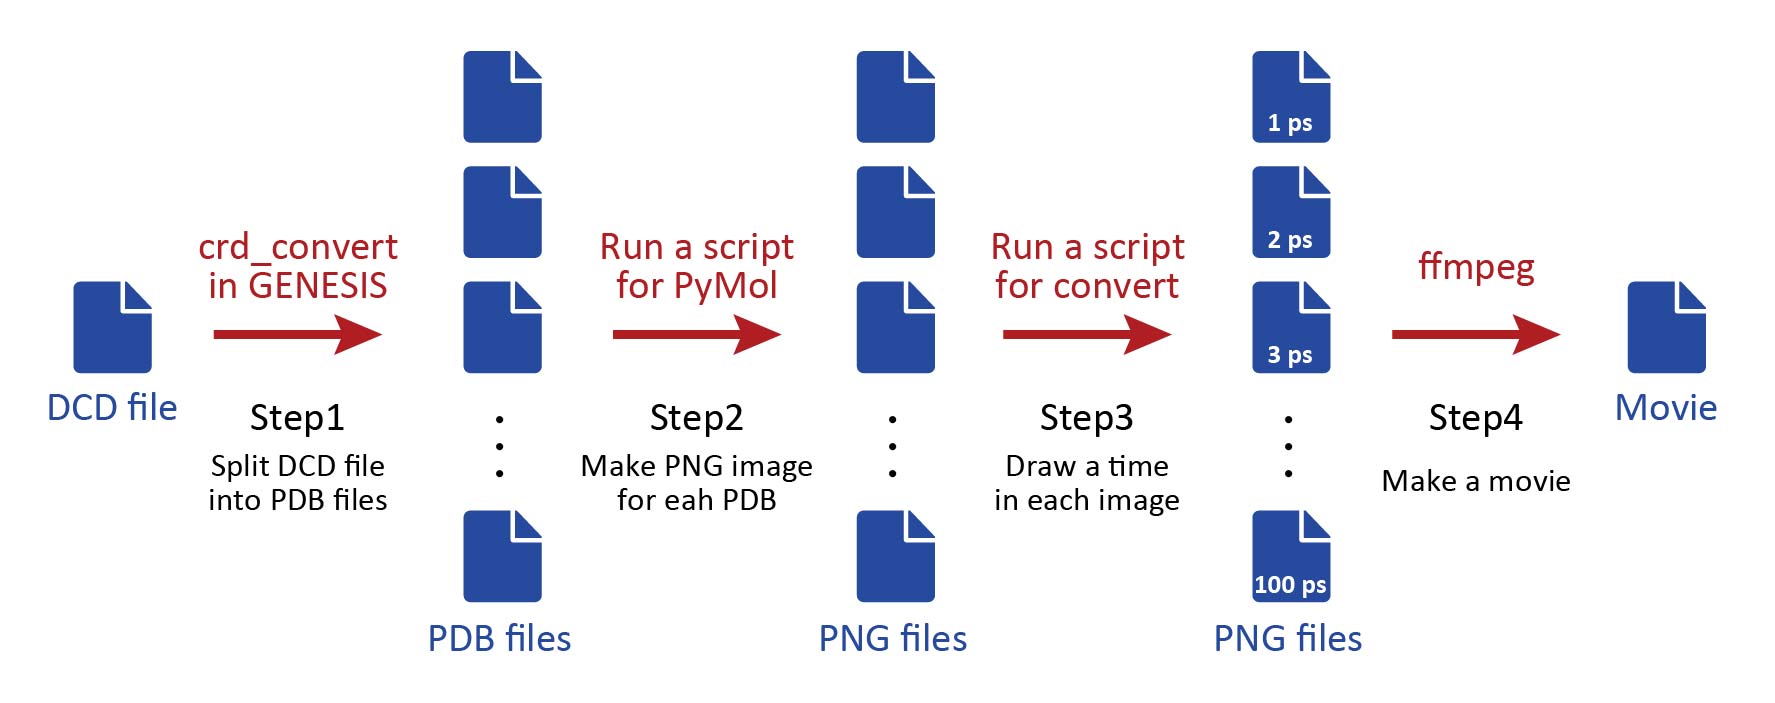 DCD file
crd_convert
in GENESIS
Step1
Split DCD file
into PDB files
PDB files
Run a script
for PyMol
Step2
Make PNG image
for eah PDB
PNG files
Run a script
for convert
Step3
Draw a time
in each image
1 ps
2 ps
3 ps
100 ps
PNG files
ffmpeg
Step4
Make a movie
Movie